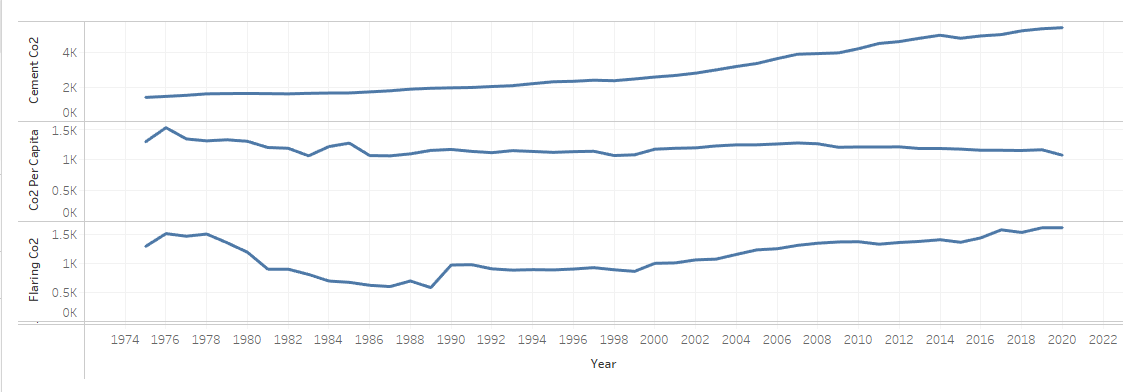 Cement Co2
4K
2K
0K
Co2 Per Capita
1.5K
1K
0.5K
0K
Flaring Co2
1.5K
1K
0.5K
0K
1974 1976 1978 1980 1982 1984 1986 1988 1990 1992 1994 1996 1998 2000 2002 2004 2006 2008 2010 2012 2014 2016 2018 2020 2022
Year